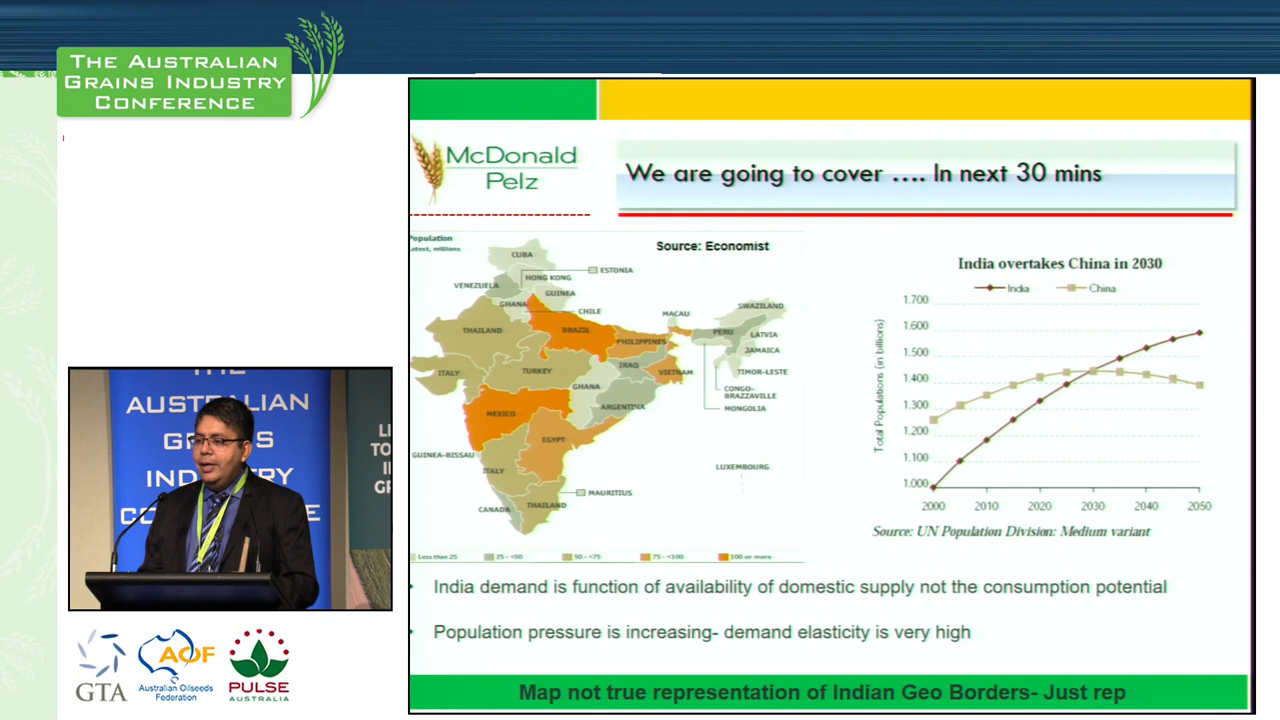 THE AUSTRALIAN
GRAINS INDUSTRY
CONFERENCE
McDonald
Pelz
We are going to cover .... In next 30 mins
Population
Latest, millions
Source: Economist
CUBA
ESTONIA
HONG KONG
VENEZUELA
GUINEA
GHANA
CHILE
SWAZILAND
MACAU
THAILAND
BRAZIL
PERU
LATVIA
PHILIPPINES
JAMAICA
IRAQ
ITALY
TURKEY
VIETNAM
TIMOR-LESTE
GHANA
CONGO-
BRAZZAVILLE
ARGENTINA
MONGOLIA
MEXICO
EGYPT
GUINEA-BISSAU
ITALY
LUXEMBOURG
MAURITIUS
CANADA
THAILAND
Less than 25
25 - <50
50 - <75
75 - <100
100 or more
India overtakes China in 2030
India
China
Total Populations (in billions)
1.700
1.600
1.500
1.400
1.300
1.200
1.100
1.000
2000
2010
2020
2030
2040
2050
Source: UN Population Division: Medium variant
• India demand is function of availability of domestic supply not the consumption potential
• Population pressure is increasing- demand elasticity is very high
Map not true representation of Indian Geo Borders- Just rep
THE
AUSTRALIAN
GRAINS
INDUSTRY
GTA
AOF
Australian Oilseeds
Federation
PULSE
AUSTRALIA